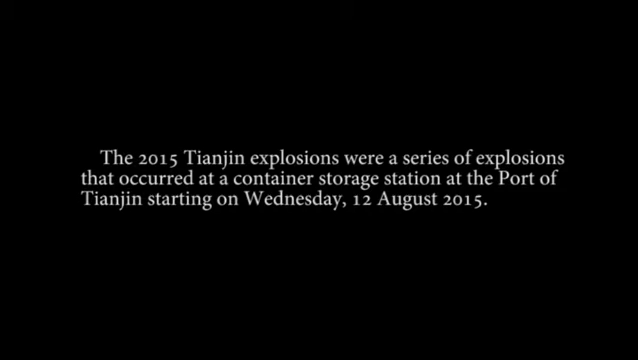 The 2015 Tianjin explosions were a series of explosions
that occurred at a container storage station at the Port of
Tianjin starting on Wednesday, 12 August 2015.